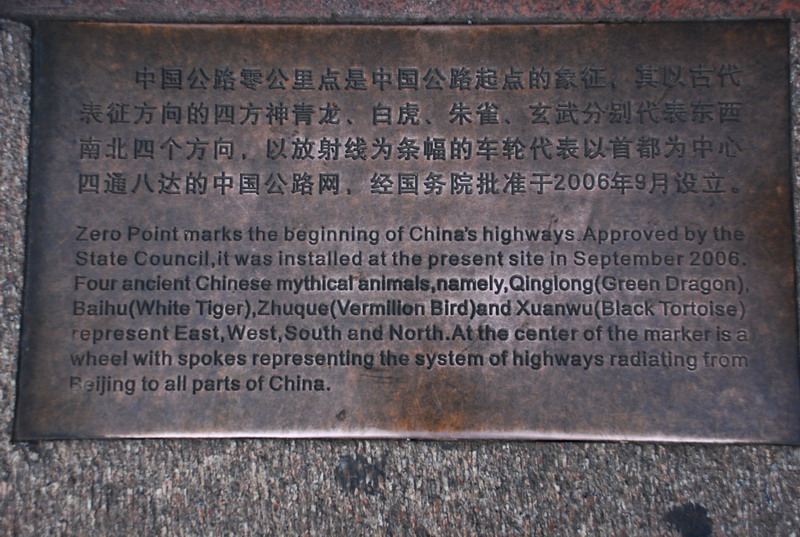 中国公路零公里点是中国公路起点的象征，其以古代
表征方向的四方神青龙、白虎、朱雀、玄武分别代表东西
南北四个方向，以放射线为条幅的车轮代表以首都为中心
四通八达的中国公路网，经国务院批准于2006年9月设立。
Zero Point marks the beginning of China's highways.Approved by the
State Council,it was installed at the present site in September 2006.
Four ancient Chinese mythical animals,namely,Qinglong(Green Dragon),
Baihu(White Tiger),Zhuque(Vermilion Bird)and Xuanwu(Black Tortoise)
represent East,West,South and North.At the center of the marker is a
wheel with spokes representing the system of highways radiating from
Beijing to all parts of China.